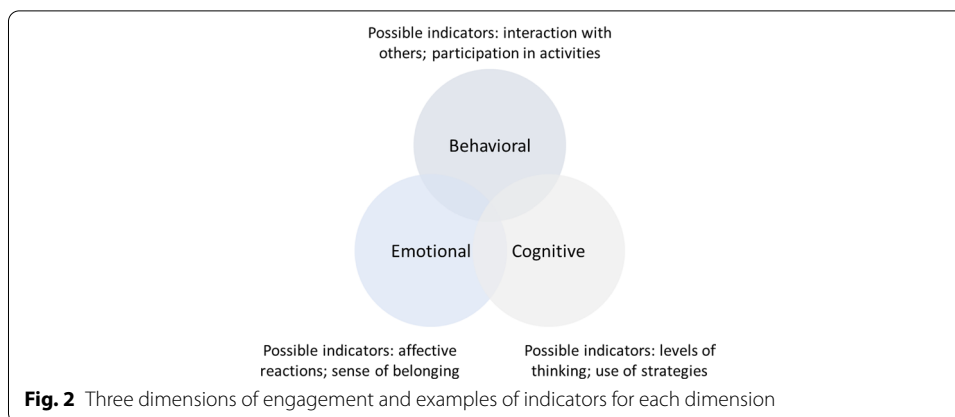 Possible indicators: interaction with
others; participation in activities
Behavioral
Emotional
Cognitive
Possible indicators: affective
reactions; sense of belonging
Possible indicators: levels of
thinking; use of strategies
Fig. 2 Three dimensions of engagement and examples of indicators for each dimension